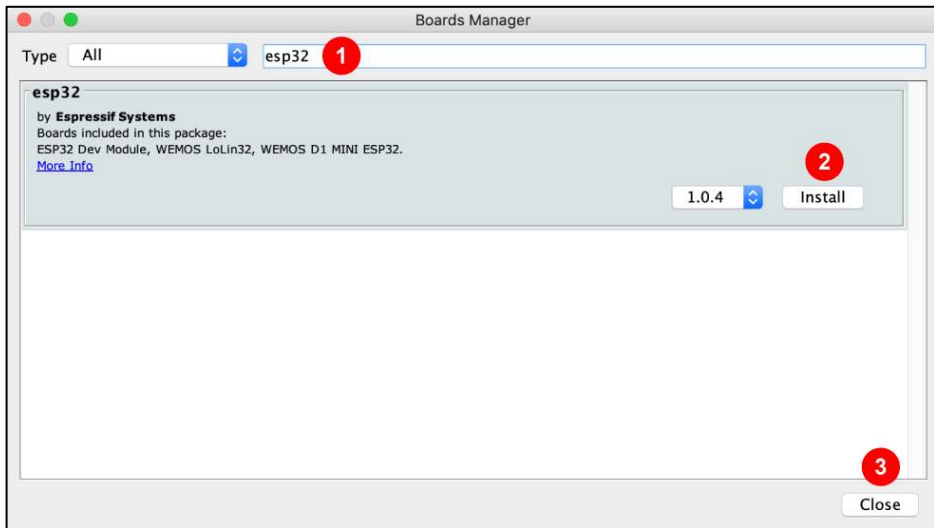 Boards Manager
Type All esp32 1
esp32
by Espressif Systems
Boards included in this package:
ESP32 Dev Module, WEMOS LoLin32, WEMOS D1 MINI ESP32.
More Info
2
1.0.4 Install
3
Close